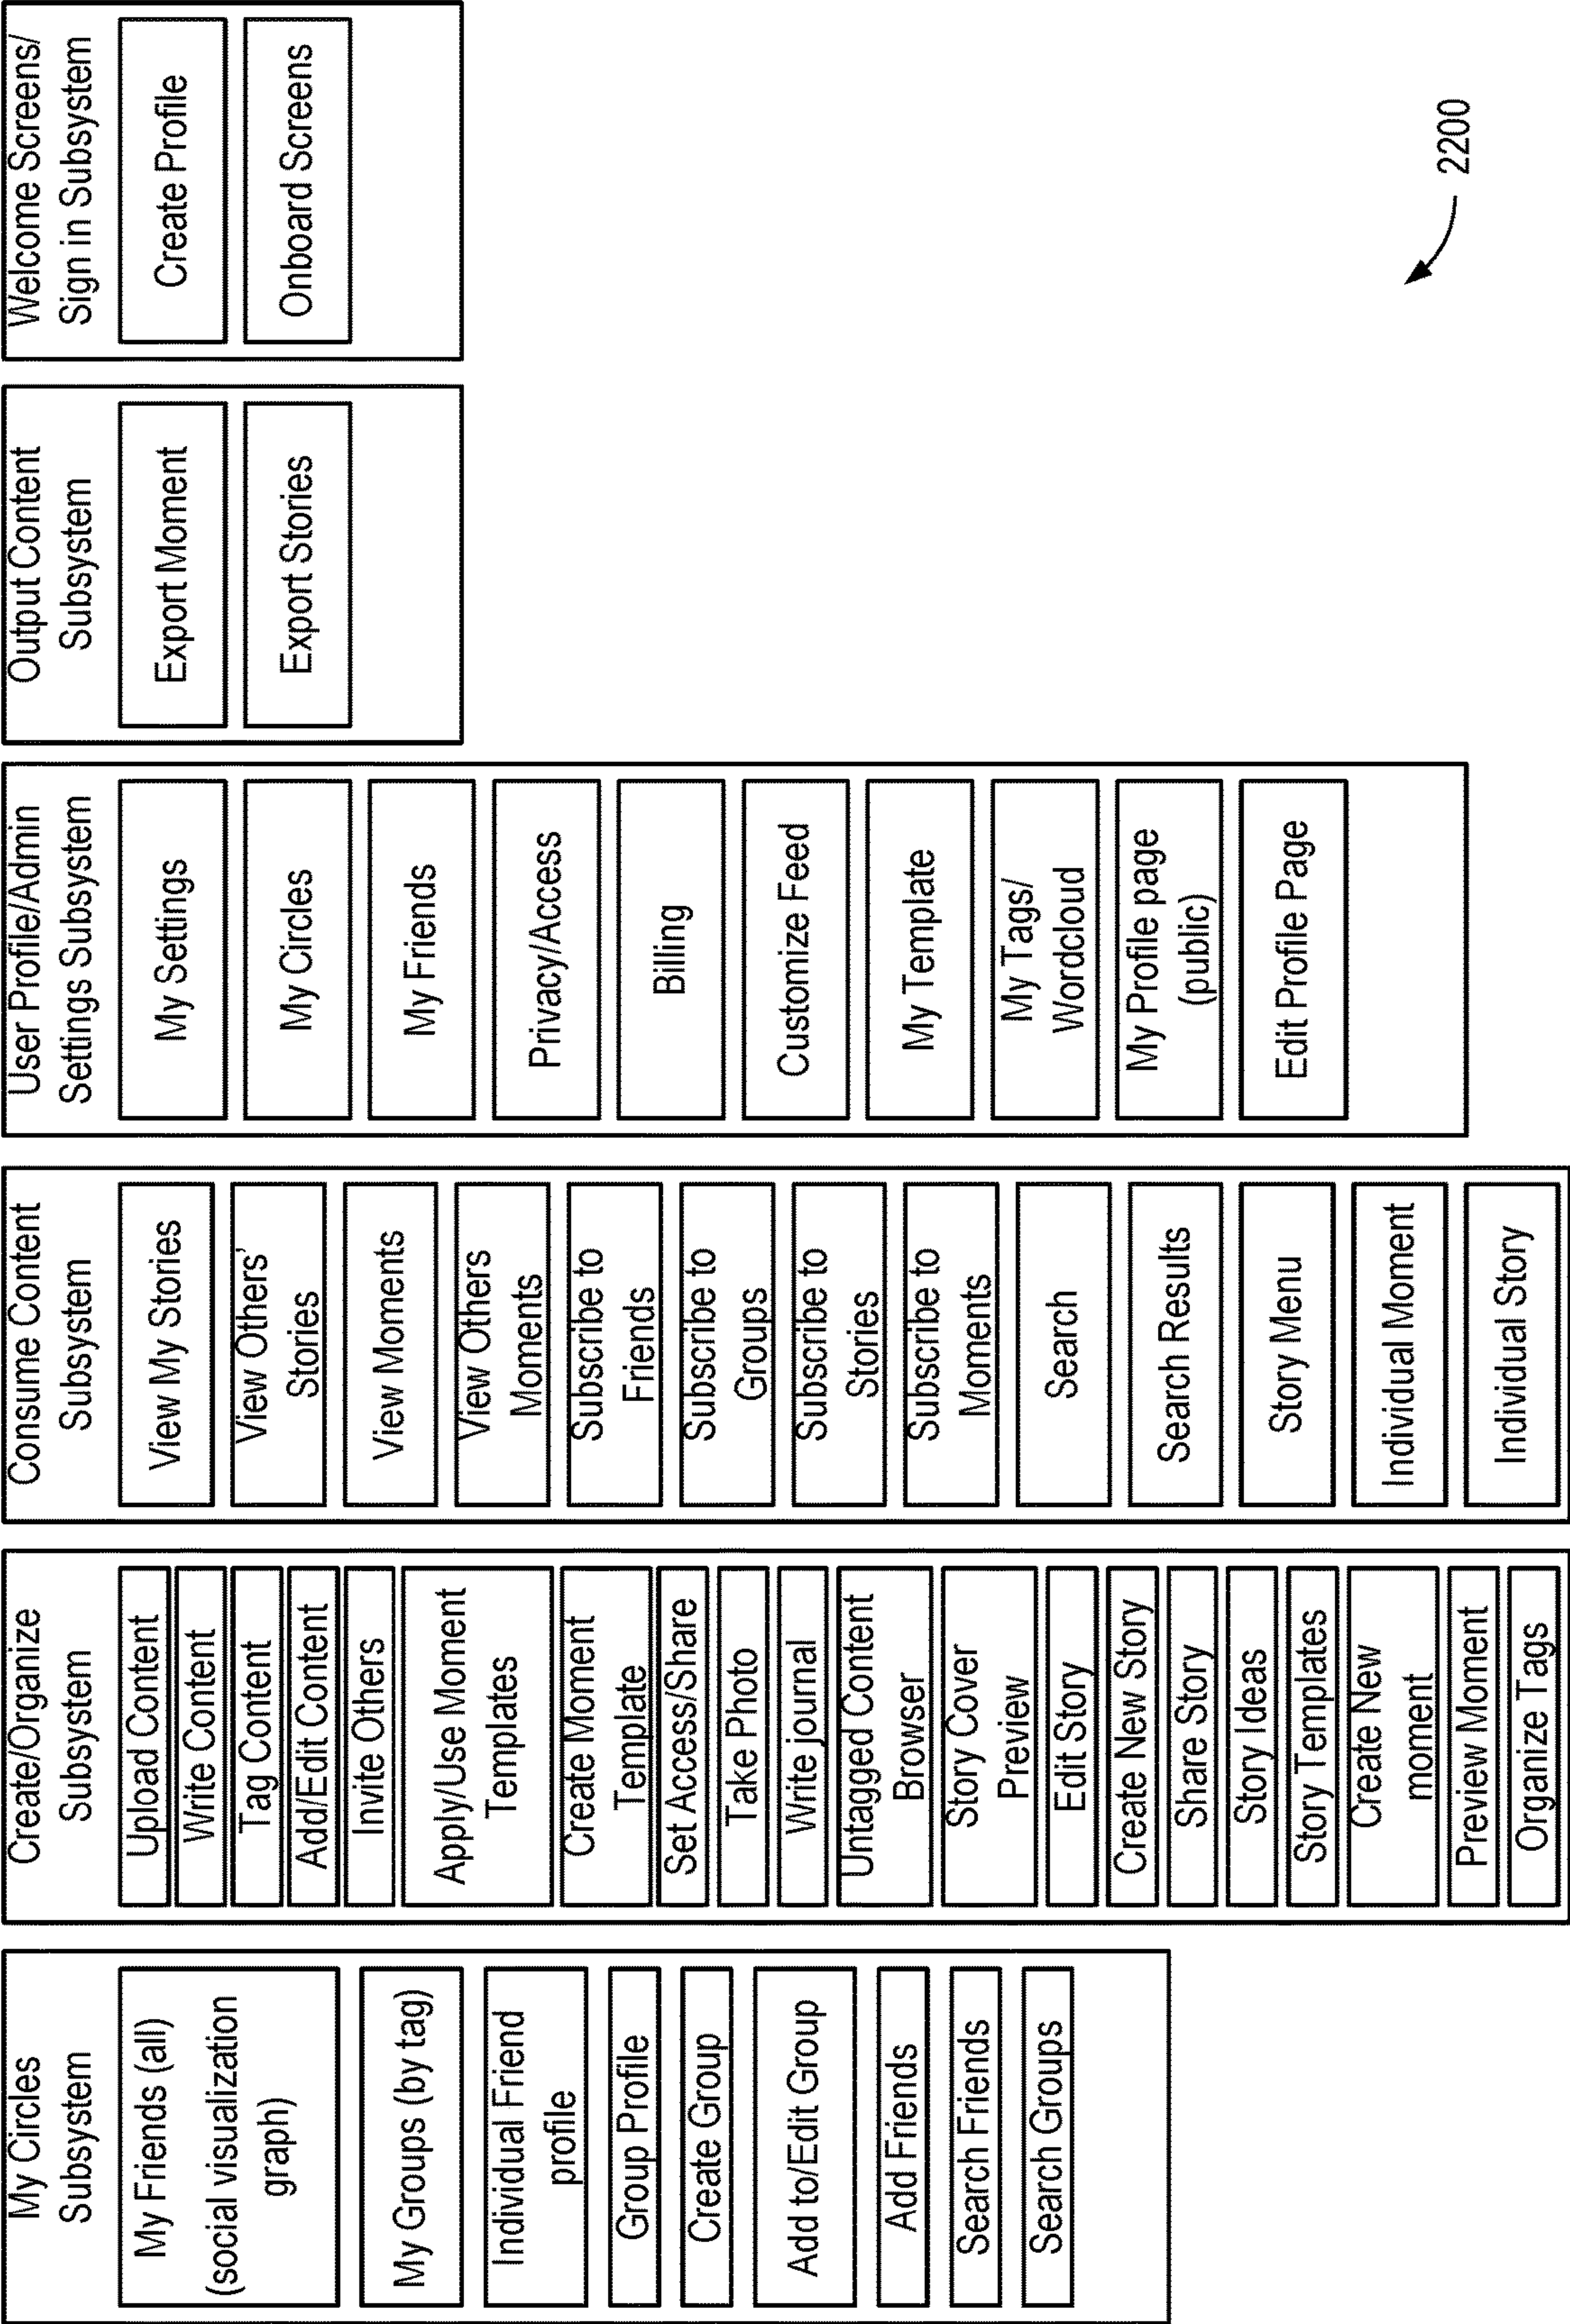 My Circles
Subsystem
My Friends (all)
(social visualization
graph)
My Groups (by tag)
Individual Friend
profile
Group Profile
Create Group
Add to/Edit Group
Add Friends
Search Friends
Search Groups
Create/Organize
Subsystem
Upload Content
Write Content
Tag Content
Add/Edit Content
Invite Others
Apply/Use Moment
Templates
Create Moment
Template
Set Access/Share
Take Photo
Write journal
Untagged Content
Browser
Story Cover
Preview
Edit Story
Create New Story
Share Story
Story Ideas
Story Templates
Create New
moment
Preview Moment
Organize Tags
Consume Content
Subsystem
View My Stories
View Others'
Stories
View Moments
View Others
Moments
Subscribe to
Friends
Subscribe to
Groups
Subscribe to
Stories
Subscribe to
Moments
Search
Search Results
Story Menu
Individual Moment
Individual Story
User Profile/Admin
Settings Subsystem
My Settings
My Circles
My Friends
Privacy/Access
Billing
Customize Feed
My Template
My Tags/
Wordcloud
My Profile page
(public)
Edit Profile Page
Output Content
Subsystem
Export Moment
Export Stories
Welcome Screens/
Sign in Subsystem
Create Profile
Onboard Screens
2200